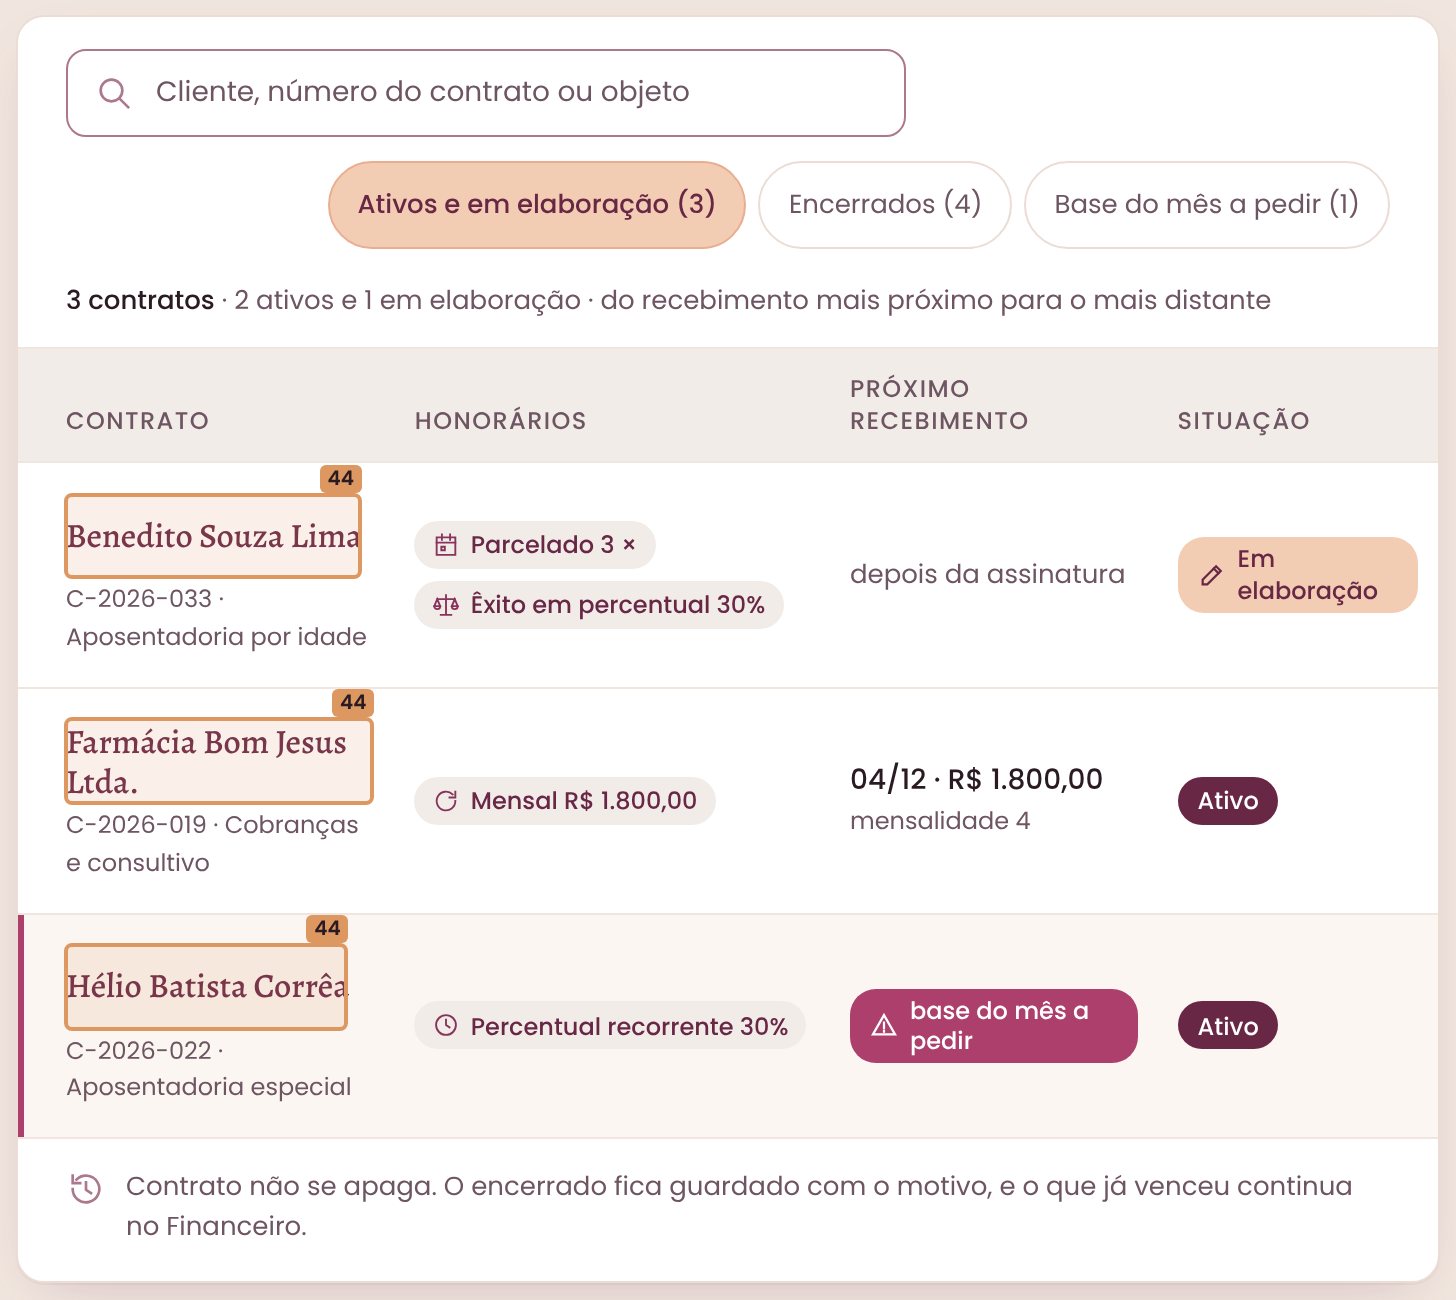 Cliente, número do contrato ou objeto
Ativos e em elaboração (3)
Encerrados (4)
Base do mês a pedir (1)
3 contratos · 2 ativos e 1 em elaboração · do recebimento mais próximo para o mais distante
CONTRATO
HONORÁRIOS
PRÓXIMO
RECEBIMENTO
SITUAÇÃO
44
Benedito Souza Lima
C-2026-033 ·
Aposentadoria por idade
Parcelado 3 ×
Êxito em percentual 30%
depois da assinatura
Em
elaboração
44
Farmácia Bom Jesus
Ltda.
C-2026-019 · Cobranças
e consultivo
Mensal R$ 1.800,00
04/12 · R$ 1.800,00
mensalidade 4
Ativo
44
Hélio Batista Corrêa
C-2026-022 ·
Aposentadoria especial
Percentual recorrente 30%
base do mês a
pedir
Ativo
Contrato não se apaga. O encerrado fica guardado com o motivo, e o que já venceu continua
no Financeiro.